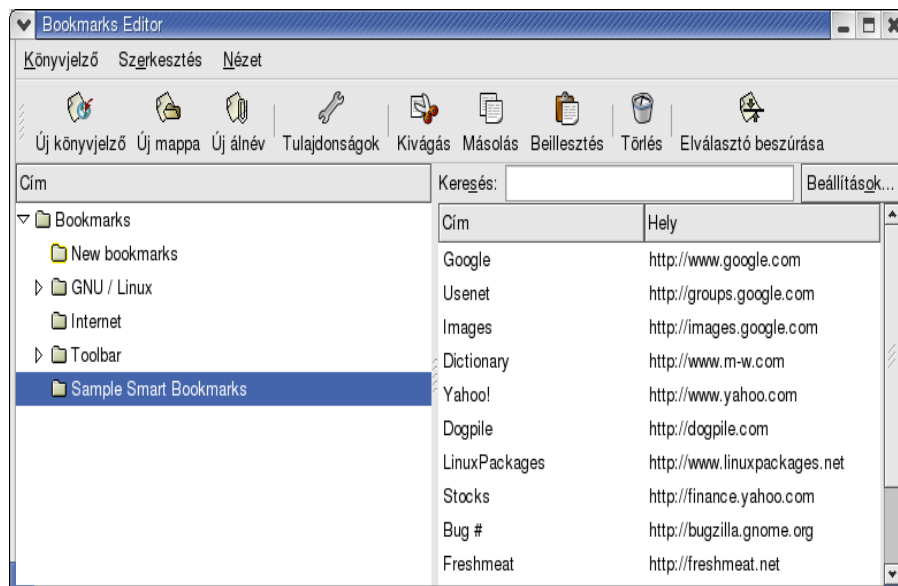 Bookmarks Editor
Könyvjelző Szerkesztés Nézet
Új könyvjelző Új mappa Új álnév Tulajdonságok Kivágás Másolás Beillesztés Törlés Elválasztó beszúrása
Cím
Keresés: Beállítások...
Bookmarks
New bookmarks
GNU / Linux
Internet
Toolbar
Sample Smart Bookmarks
Cím Hely
Google http://www.google.com
Usenet http://groups.google.com
Images http://images.google.com
Dictionary http://www.m-w.com
Yahoo! http://www.yahoo.com
Dogpile http://dogpile.com
LinuxPackages http://www.linuxpackages.net
Stocks http://finance.yahoo.com
Bug # http://bugzilla.gnome.org
Freshmeat http://freshmeat.net